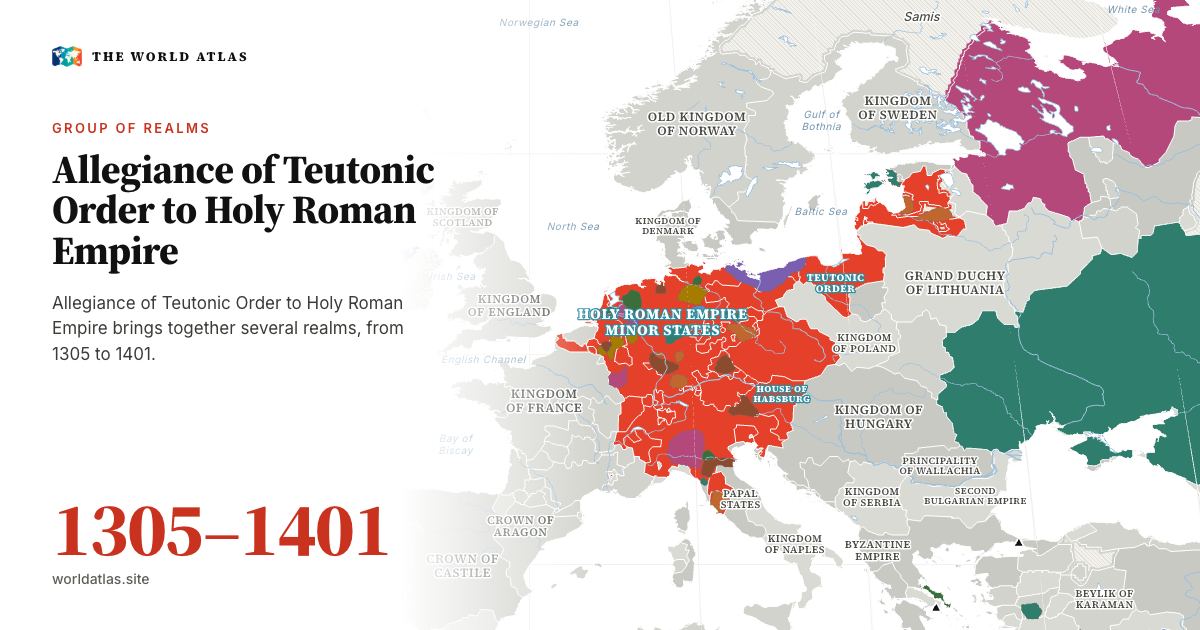 THE WORLD ATLAS
GROUP OF REALMS
Allegiance of Teutonic
Order to Holy Roman
Empire
Allegiance of Teutonic Order to Holy Roman
Empire brings together several realms, from
1305 to 1401.
1305–1401
worldatlas.site
Norwegian Sea
Samis
White Sea
OLD KINGDOM
OF NORWAY
Gulf of
Bothnia
KINGDOM
OF SWEDEN
KINGDOM OF
SCOTLAND
North Sea
KINGDOM OF
DENMARK
Baltic Sea
Irish Sea
KINGDOM
OF ENGLAND
TEUTONIC
ORDER
GRAND DUCHY
OF LITHUANIA
HOLY ROMAN EMPIRE
MINOR STATES
KINGDOM
OF POLAND
English Channel
KINGDOM
OF FRANCE
HOUSE OF
HABSBURG
KINGDOM OF
HUNGARY
Bay of
Biscay
PRINCIPALITY
OF WALLACHIA
PAPAL
STATES
KINGDOM
OF SERBIA
SECOND
BULGARIAN EMPIRE
CROWN OF
ARAGON
KINGDOM
OF NAPLES
BYZANTINE
EMPIRE
CROWN OF
CASTILE
BEYLIK OF
KARAMAN